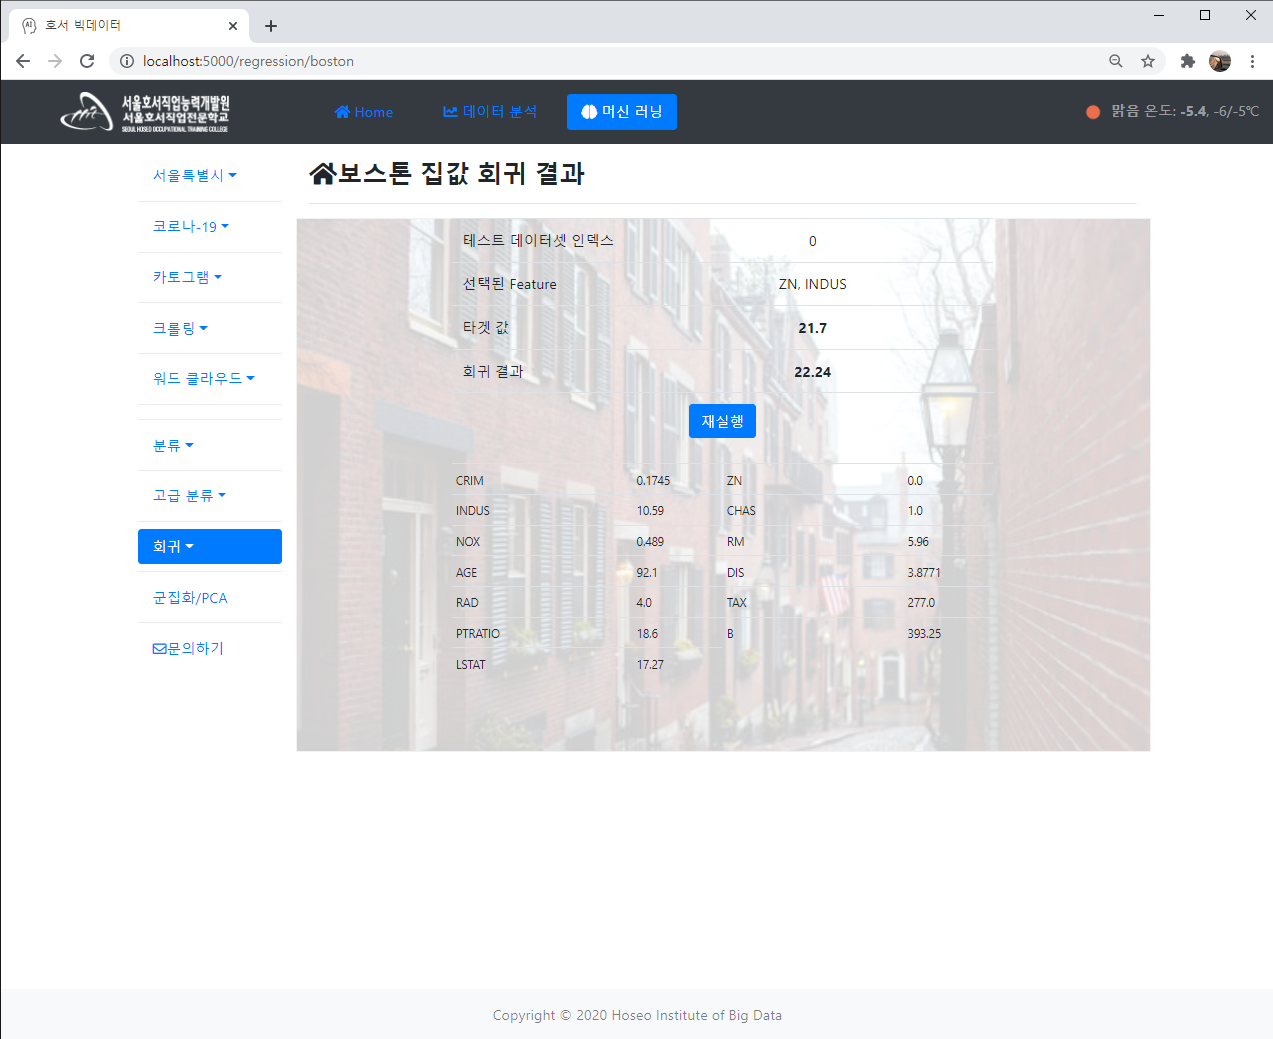 호서 빅데이터
localhost:5000/regression/boston
서울호서직업능력개발원
서울호서직업전문학교
SEOUL HOSEO OCCUPATIONAL TRAINING COLLEGE
Home 데이터 분석 머신 러닝 맑음 온도: -5.4, -6/-5℃
서울특별시
코로나-19
카토그램
크롤링
워드 클라우드
분류
고급 분류
회귀
군집화/PCA
문의하기
보스톤 집값 회귀 결과
테스트 데이터셋 인덱스 0
선택된 Feature ZN, INDUS
타겟 값 21.7
회귀 결과 22.24
재실행
CRIM 0.1745 ZN 0.0
INDUS 10.59 CHAS 1.0
NOX 0.489 RM 5.96
AGE 92.1 DIS 3.8771
RAD 4.0 TAX 277.0
PTRATIO 18.6 B 393.25
LSTAT 17.27
Copyright © 2020 Hoseo Institute of Big Data